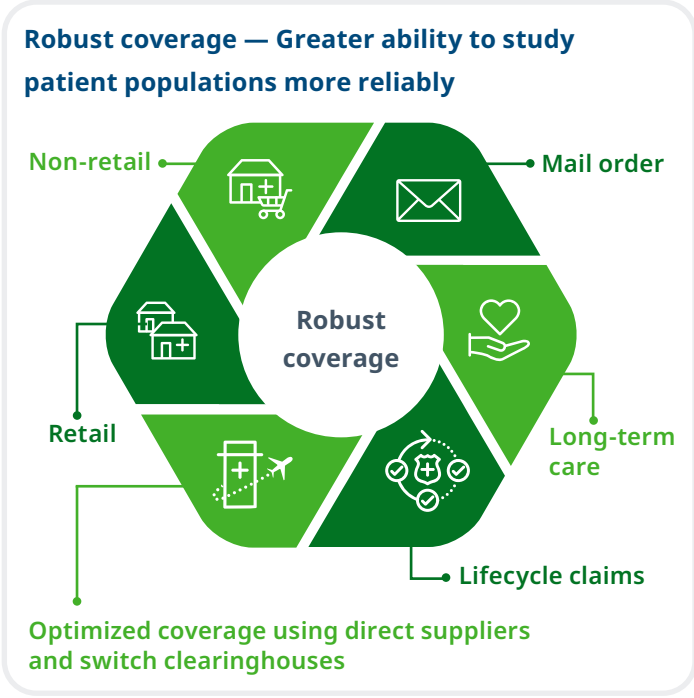 Robust coverage — Greater ability to study
patient populations more reliably
Non-retail
Mail order
Robust
coverage
Retail
Long-term
care
Lifecycle claims
Optimized coverage using direct suppliers
and switch clearinghouses